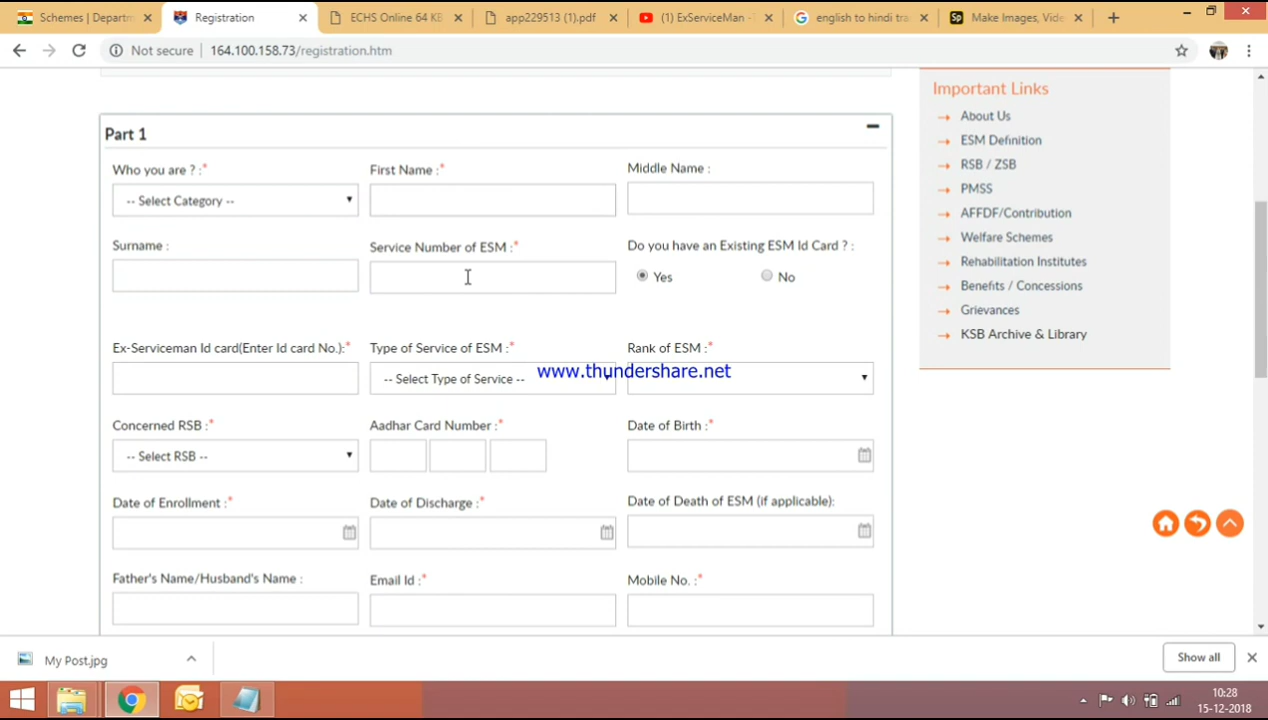 Schemes | Departm
Registration
ECHS Online 64 KB
app229513 (1).pdf
(1) ExServiceMan -
english to hindi tra
Make Images, Vide
Not secure | 164.100.158.73/registration.htm
Part 1
Who you are ? :*
First Name :*
Middle Name :
-- Select Category --
Surname :
Service Number of ESM :*
Do you have an Existing ESM Id Card ? :
Yes
No
Ex-Serviceman Id card(Enter Id card No.):*
Type of Service of ESM :*
Rank of ESM :*
-- Select Type of Service --
www.thundershare.net
Concerned RSB :*
Aadhar Card Number :*
Date of Birth :*
-- Select RSB --
Date of Enrollment :*
Date of Discharge :*
Date of Death of ESM (if applicable):
Father's Name/Husband's Name :
Email Id :*
Mobile No. :*
Important Links
About Us
ESM Definition
RSB / ZSB
PMSS
AFFDF/Contribution
Welfare Schemes
Rehabilitation Institutes
Benefits / Concessions
Grievances
KSB Archive & Library
My Post.jpg
Show all
10:28
15-12-2018